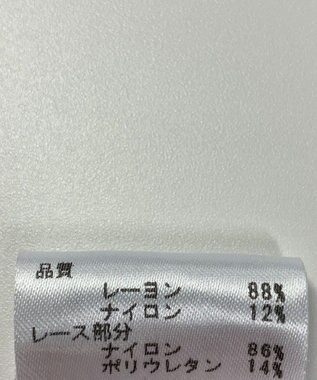 品質
レーヨン 88%
ナイロン 12%
レース部分
ナイロン 86%
ポリウレタン 14%